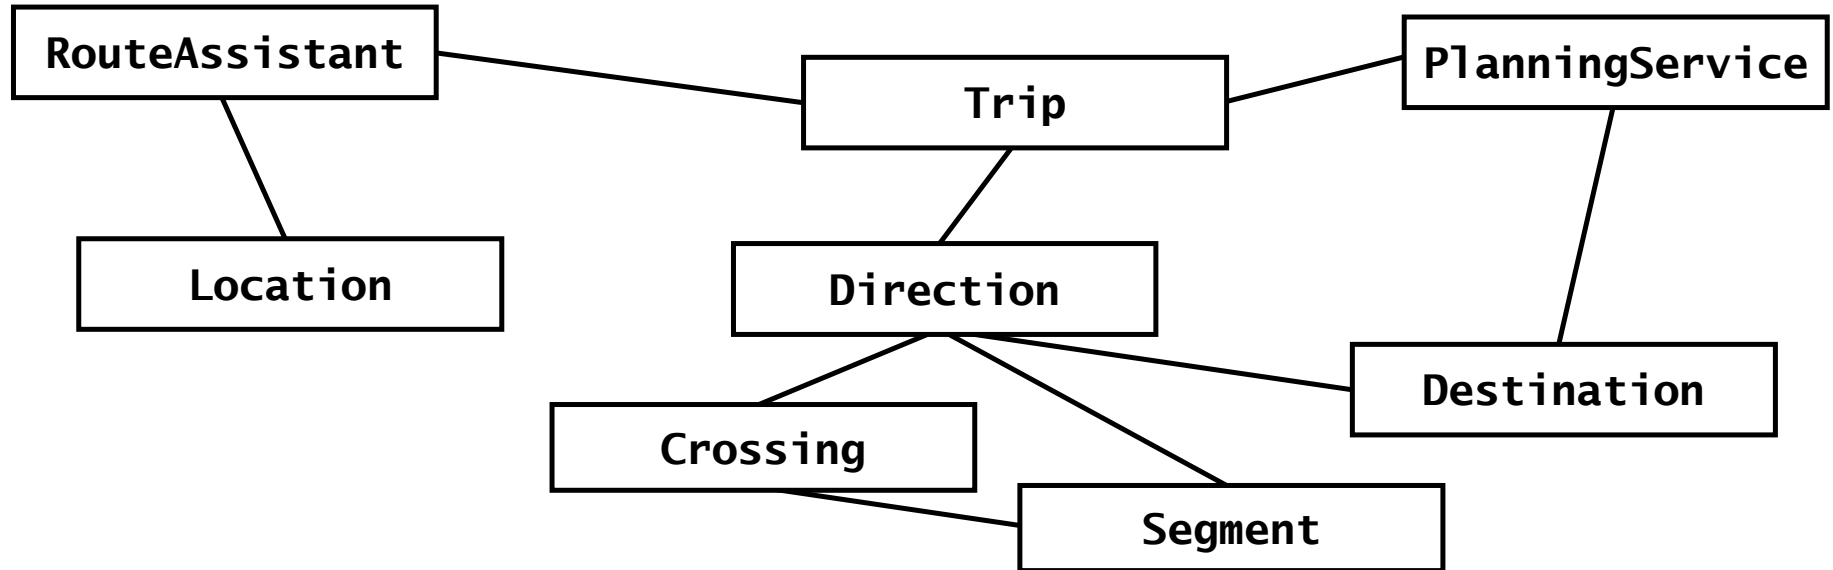 RouteAssistant
PlanningService
Trip
Location
Direction
Destination
Crossing
Segment